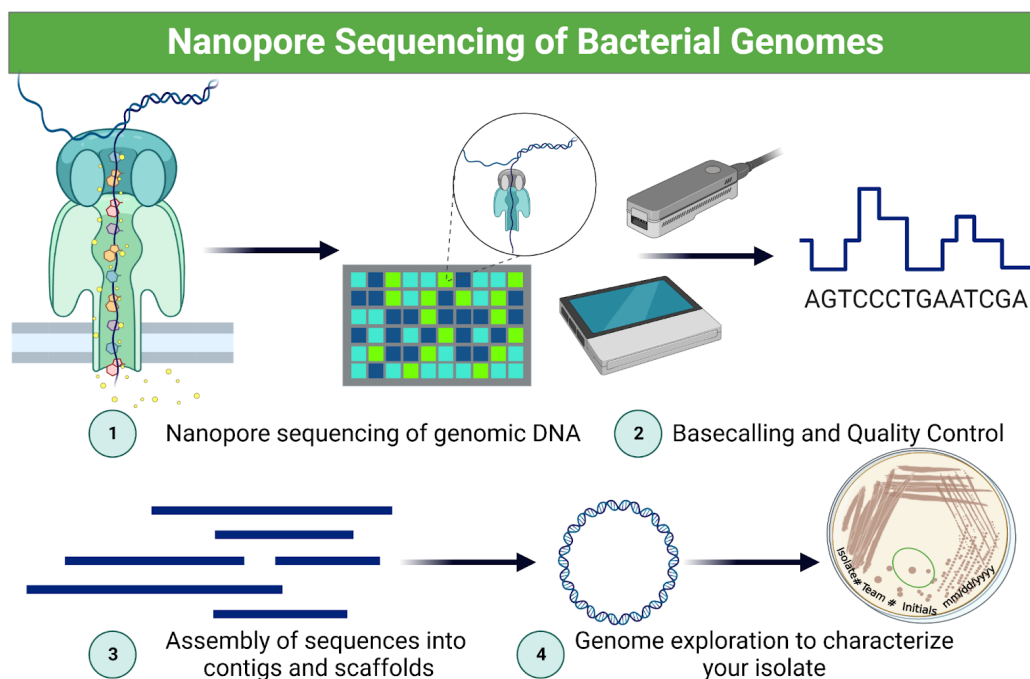 Nanopore Sequencing of Bacterial Genomes
AGTCCCTGAATCGA
1 Nanopore sequencing of genomic DNA
2 Basecalling and Quality Control
Isolate#
Team #
Initials
mm/dd/yyyy
3 Assembly of sequences into
contigs and scaffolds
4 Genome exploration to characterize
your isolate